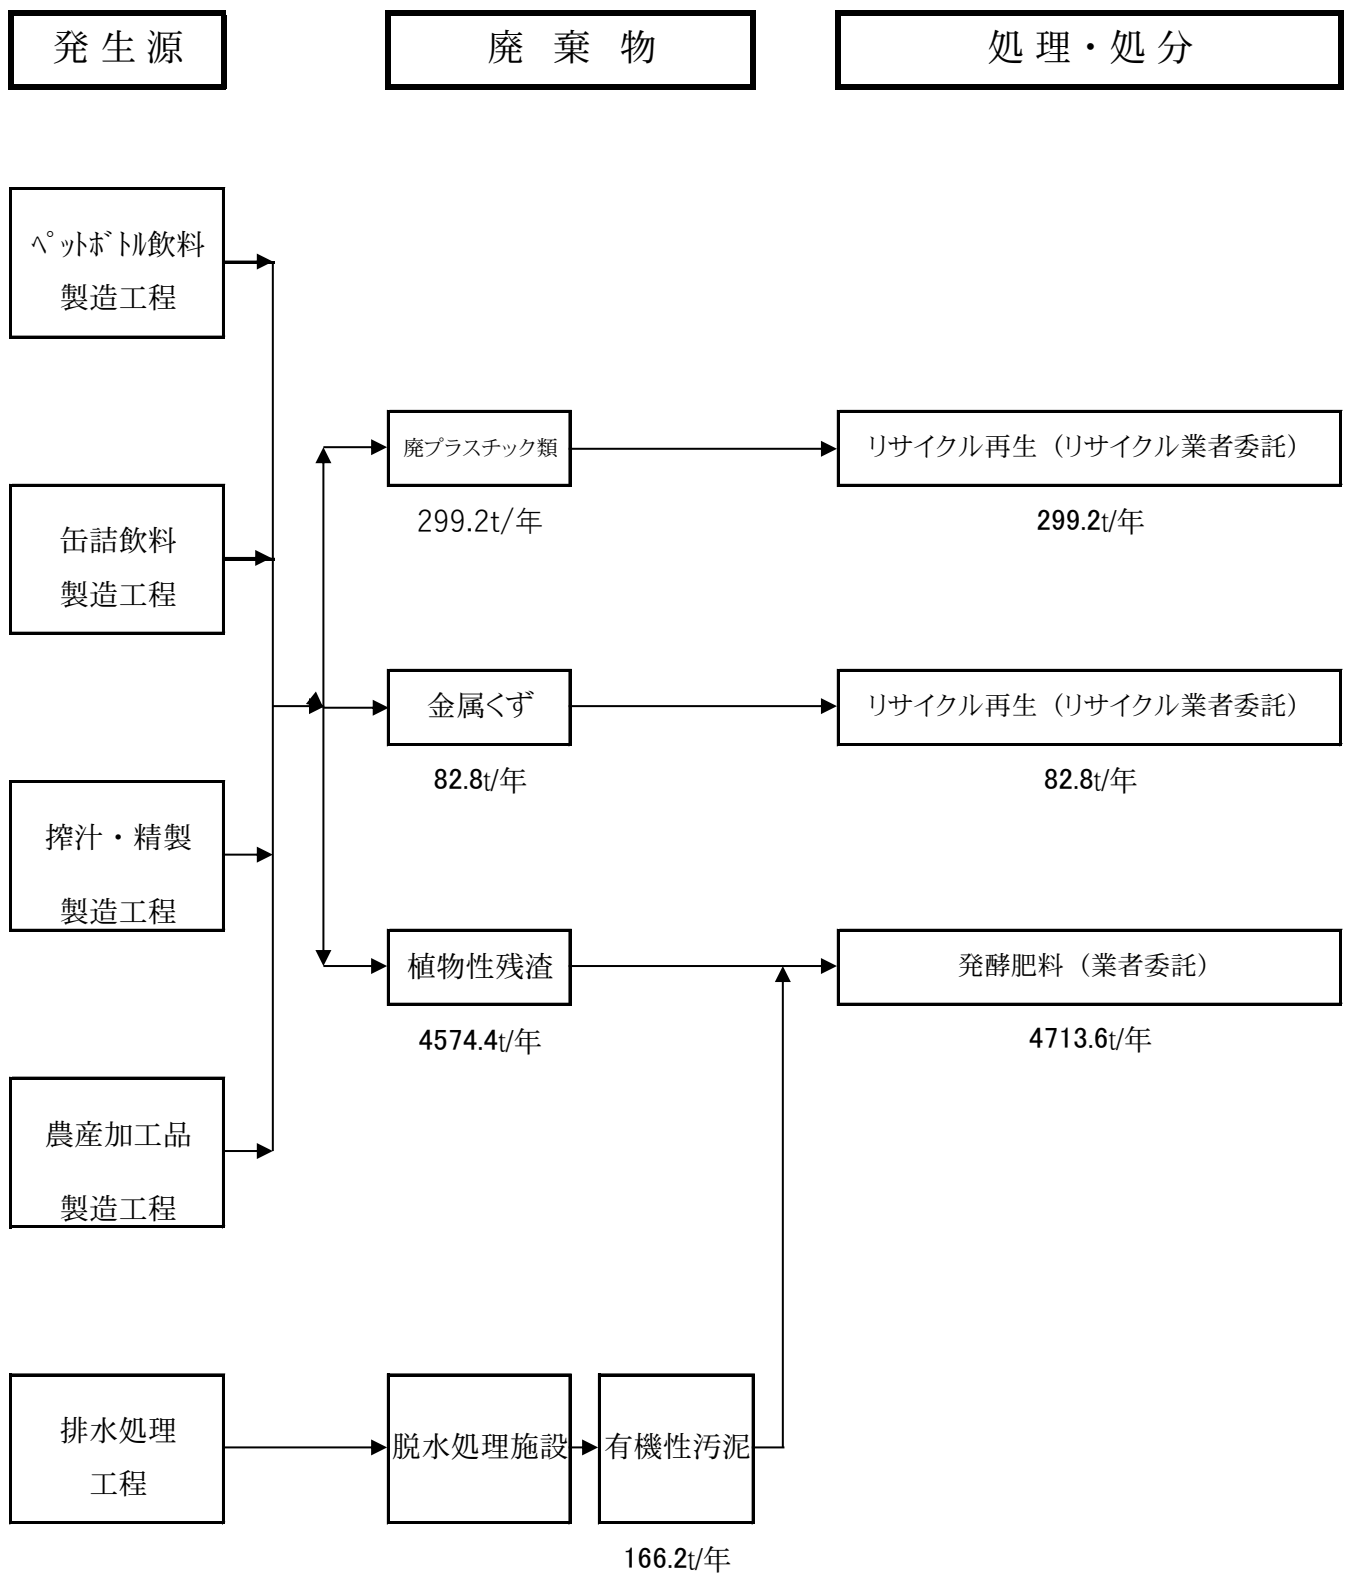 発生源
廃棄物
処理・処分
ﾍﾟｯﾄﾎﾞﾄﾙ飲料
製造工程
廃プラスチック類
リサイクル再生（リサイクル業者委託）
299.2t/年
299.2t/年
缶詰飲料
製造工程
金属くず
リサイクル再生（リサイクル業者委託）
82.8t/年
82.8t/年
搾汁・精製
製造工程
植物性残渣
発酵肥料（業者委託）
4574.4t/年
4713.6t/年
農産加工品
製造工程
排水処理
工程
脱水処理施設
有機性汚泥
166.2t/年